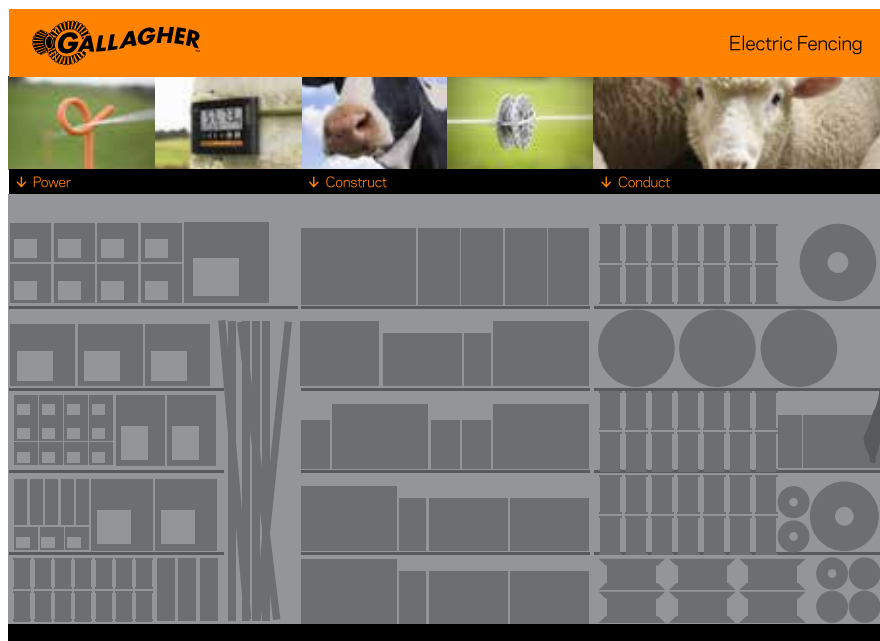 GALLAGHER
Electric Fencing
↓ Power
↓ Construct
↓ Conduct